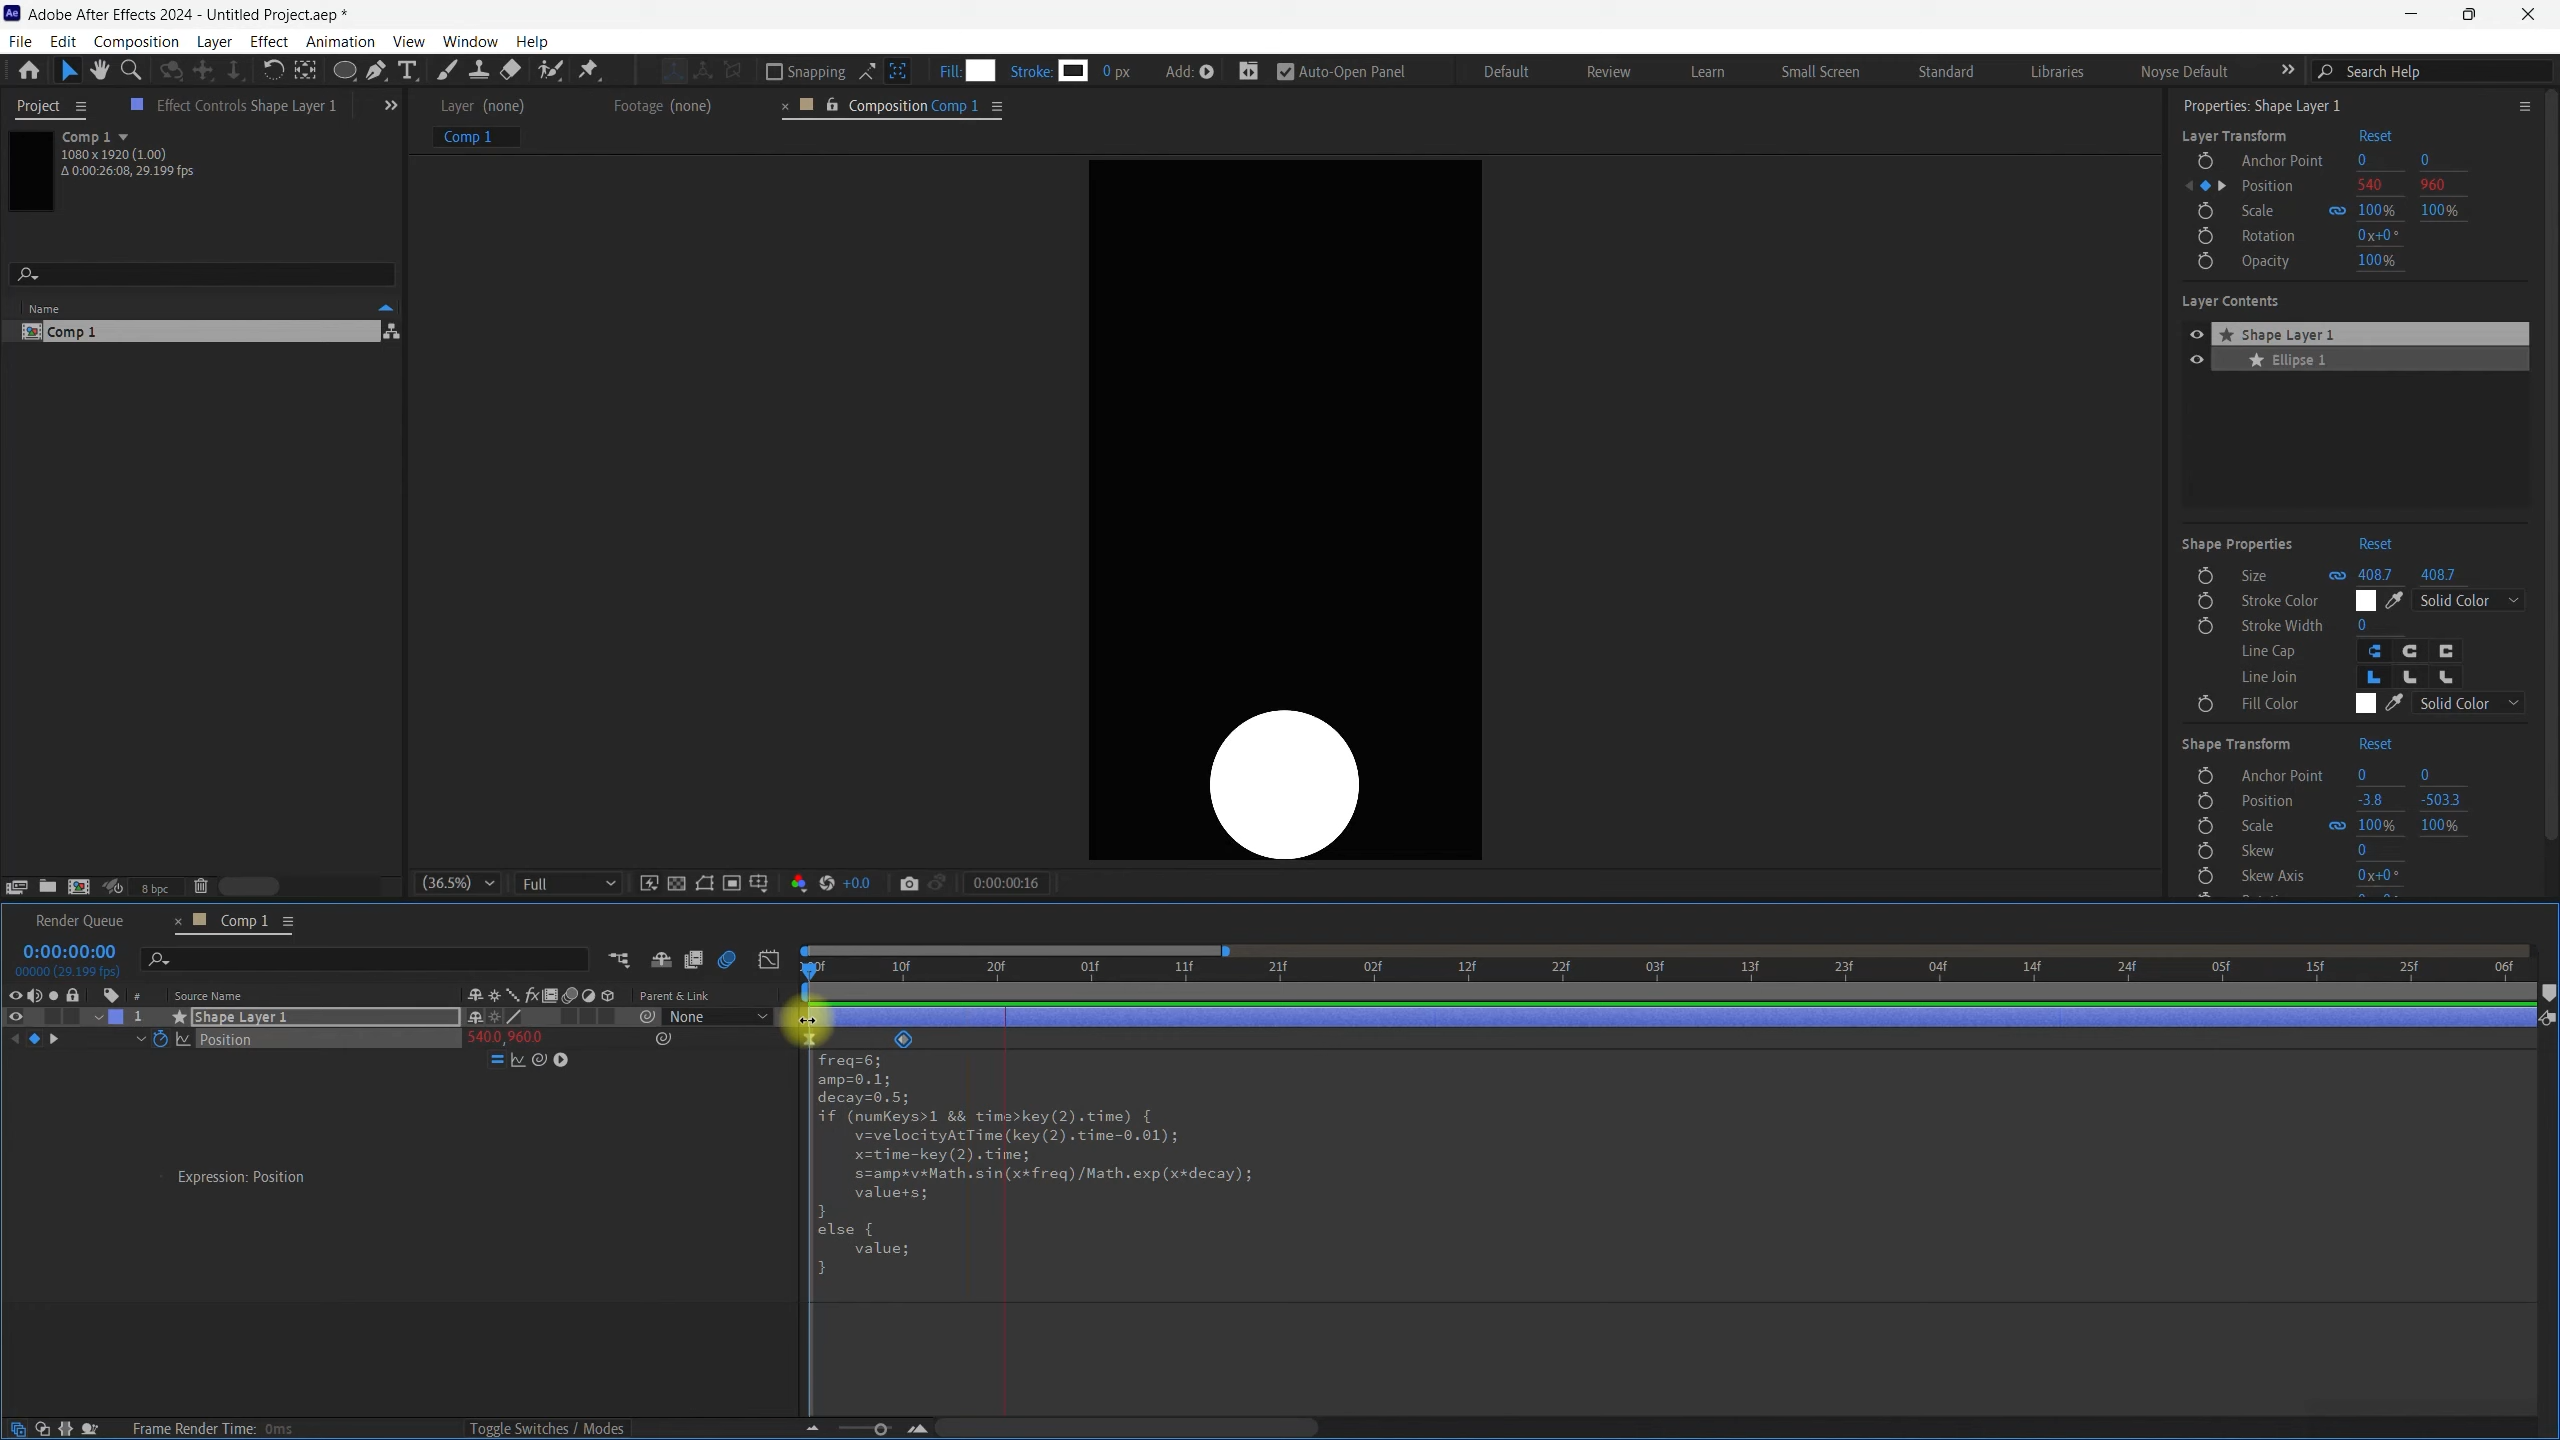 Ae Adobe After Effects 2024 - Untitled Project.aep *
File Edit Composition Layer Effect Animation View Window Help
Snapping Fill: Stroke: 0 px Add: Auto-Open Panel Default Review Learn Small Screen Standard Libraries Noyse Default Search Help
Project Effect Controls Shape Layer 1
Layer (none) Footage (none) Composition Comp 1
Comp 1
Comp 1
1080 x 1920 (1.00)
Δ 0:00:26:08, 29.199 fps
Name
Comp 1
8 bpc
(36.5%) Full +0.0 0:00:00:16
Properties: Shape Layer 1
Layer Transform Reset
Anchor Point 0 0
Position 540 960
Scale 100% 100%
Rotation 0x+0°
Opacity 100%
Layer Contents
Shape Layer 1
Ellipse 1
Shape Properties Reset
Size 408.7 408.7
Stroke Color Solid Color
Stroke Width 0
Line Cap
Line Join
Fill Color Solid Color
Shape Transform Reset
Anchor Point 0 0
Position -3.8 -503.3
Scale 100% 100%
Skew 0
Skew Axis 0x+0°
Render Queue Comp 1
0:00:00:00
00000 (29.199 fps)
10f 20f 01f 11f 21f 02f 12f 22f 03f 13f 23f 04f 14f 24f 05f 15f 25f 06f
# Source Name Parent & Link
1 Shape Layer 1 None
Position 540.0, 960.0
freq=6;
amp=0.1;
decay=0.5;
if (numKeys>1 && time>key(2).time) {
v=velocityAtTime(key(2).time-0.01);
x=time-key(2).time;
s=amp*v*Math.sin(x*freq)/Math.exp(x*decay);
value+s;
}
else {
value;
}
Expression: Position
Frame Render Time: 0ms Toggle Switches / Modes